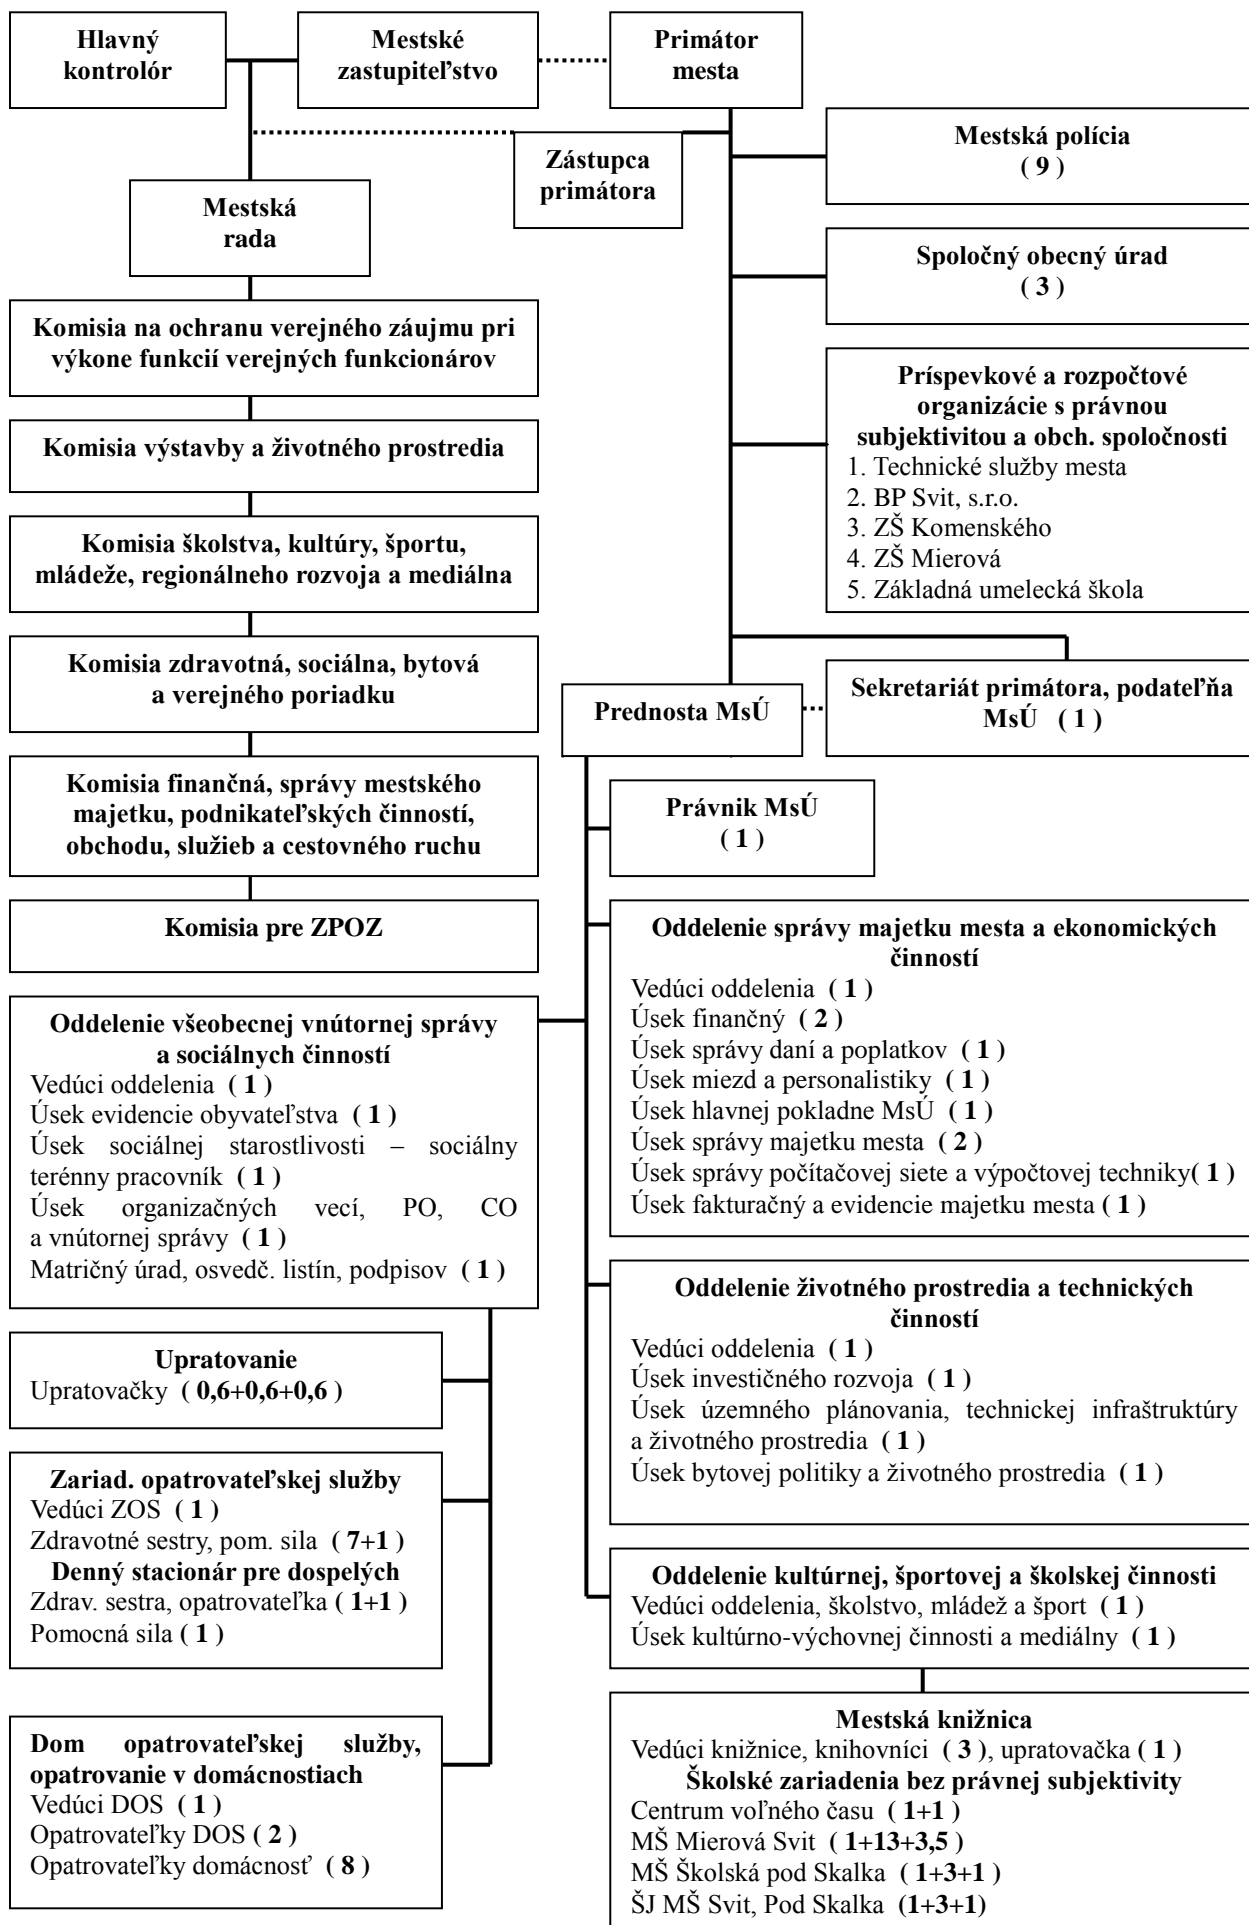 Hlavný
kontrolór
Mestské
zastupiteľstvo
Primátor
mesta
Zástupca
primátora
Mestská polícia
( 9 )
Mestská
rada
Spoločný obecný úrad
( 3 )
Komisia na ochranu verejného záujmu pri
výkone funkcií verejných funkcionárov
Príspevkové a rozpočtové
organizácie s právnou
subjektivitou a obch. spoločnosti
1. Technické služby mesta
2. BP Svit, s.r.o.
3. ZŠ Komenského
4. ZŠ Mierová
5. Základná umelecká škola
Komisia výstavby a životného prostredia
Komisia školstva, kultúry, športu,
mládeže, regionálneho rozvoja a mediálna
Komisia zdravotná, sociálna, bytová
a verejného poriadku
Prednosta MsÚ
Sekretariát primátora, podateľňa
MsÚ ( 1 )
Komisia finančná, správy mestského
majetku, podnikateľských činností,
obchodu, služieb a cestovného ruchu
Právnik MsÚ
( 1 )
Komisia pre ZPOZ
Oddelenie správy majetku mesta a ekonomických
činností
Vedúci oddelenia ( 1 )
Úsek finančný ( 2 )
Úsek správy daní a poplatkov ( 1 )
Úsek miezd a personalistiky ( 1 )
Úsek hlavnej pokladne MsÚ ( 1 )
Úsek správy majetku mesta ( 2 )
Úsek správy počítačovej siete a výpočtovej techniky( 1 )
Úsek fakturačný a evidencie majetku mesta ( 1 )
Oddelenie všeobecnej vnútornej správy
a sociálnych činností
Vedúci oddelenia ( 1 )
Úsek evidencie obyvateľstva ( 1 )
Úsek sociálnej starostlivosti – sociálny
terénny pracovník ( 1 )
Úsek organizačných vecí, PO, CO
a vnútornej správy ( 1 )
Matričný úrad, osvedč. listín, podpisov ( 1 )
Oddelenie životného prostredia a technických
činností
Vedúci oddelenia ( 1 )
Úsek investičného rozvoja ( 1 )
Úsek územného plánovania, technickej infraštruktúry
a životného prostredia ( 1 )
Úsek bytovej politiky a životného prostredia ( 1 )
Upratovanie
Upratovačky ( 0,6+0,6+0,6 )
Zariad. opatrovateľskej služby
Vedúci ZOS ( 1 )
Zdravotné sestry, pom. sila ( 7+1 )
Denný stacionár pre dospelých
Zdrav. sestra, opatrovateľka ( 1+1 )
Pomocná sila ( 1 )
Oddelenie kultúrnej, športovej a školskej činnosti
Vedúci oddelenia, školstvo, mládež a šport ( 1 )
Úsek kultúrno-výchovnej činnosti a mediálny ( 1 )
Dom opatrovateľskej služby,
opatrovanie v domácnostiach
Vedúci DOS ( 1 )
Opatrovateľky DOS ( 2 )
Opatrovateľky domácnosť ( 8 )
Mestská knižnica
Vedúci knižnice, knihovníci ( 3 ), upratovačka ( 1 )
Školské zariadenia bez právnej subjektivity
Centrum voľného času ( 1+1 )
MŠ Mierová Svit ( 1+13+3,5 )
MŠ Školská pod Skalka ( 1+3+1 )
ŠJ MŠ Svit, Pod Skalka (1+3+1)